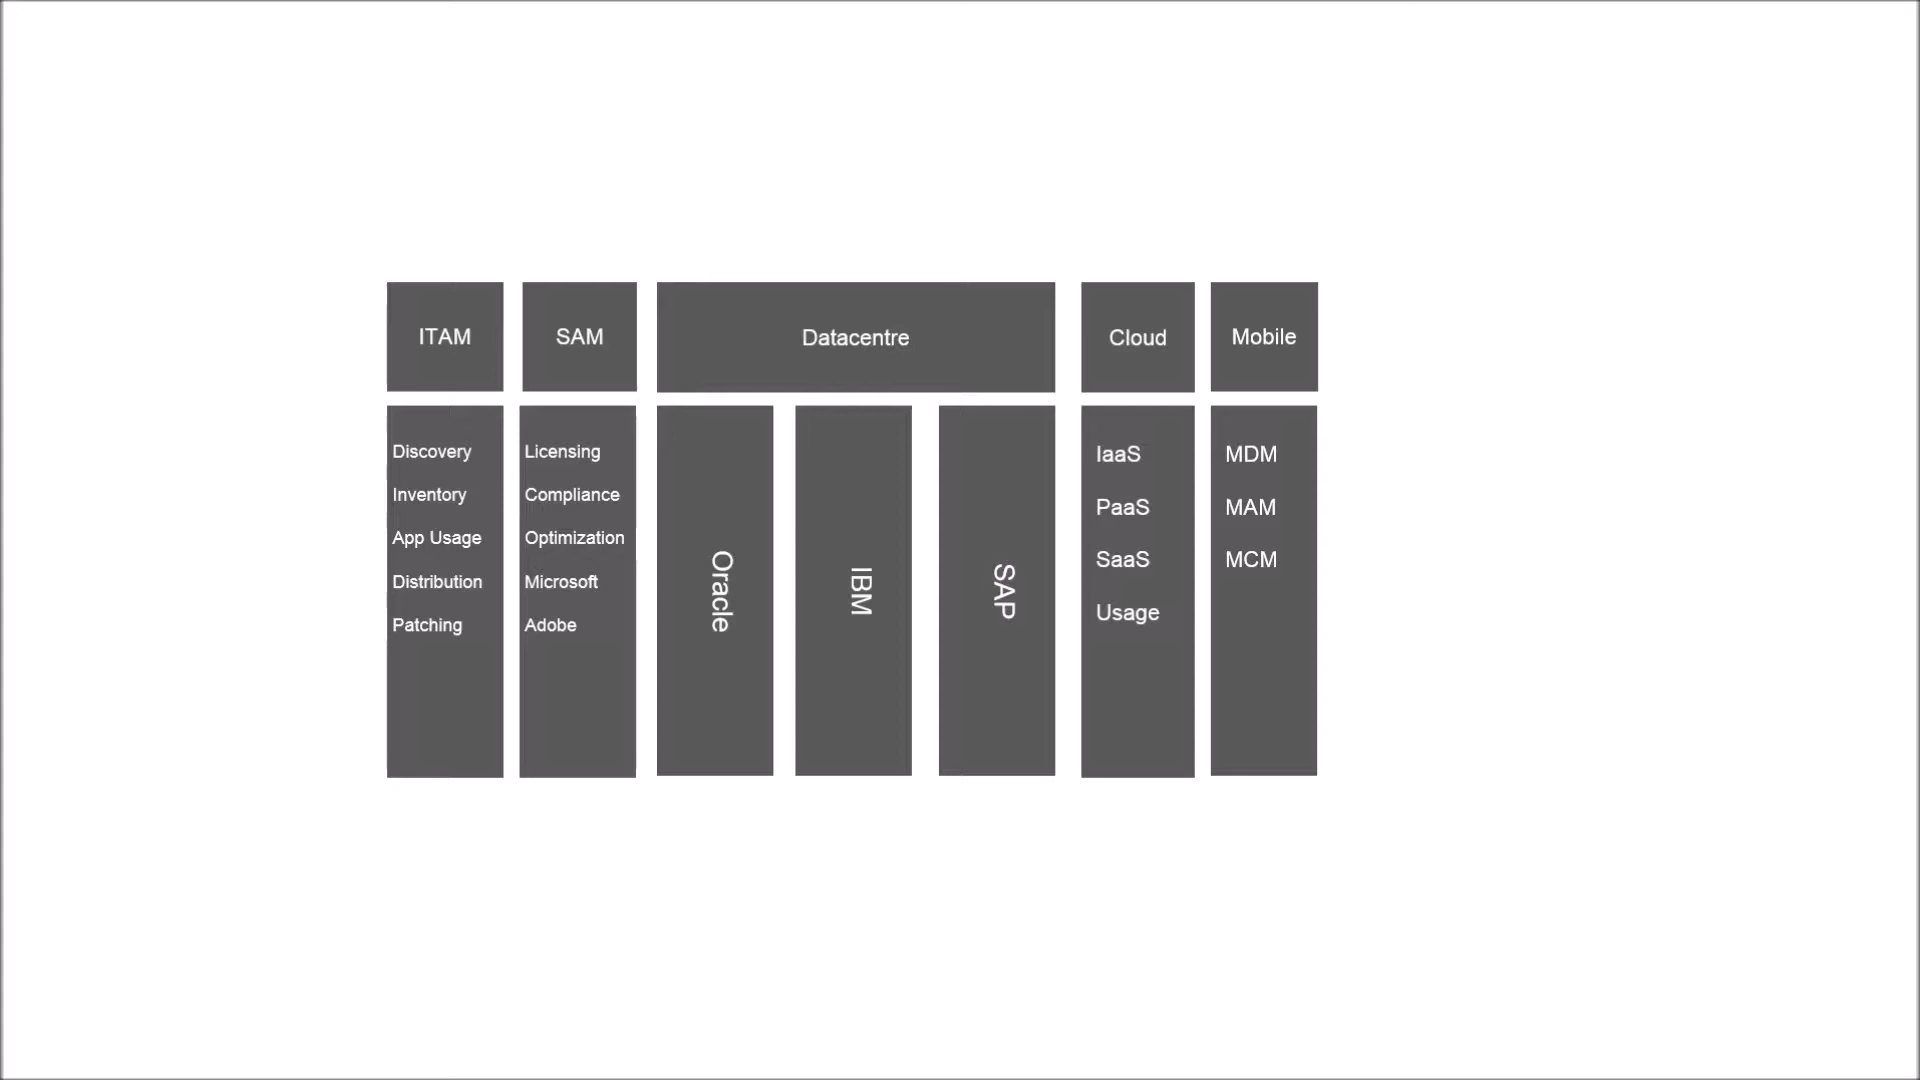 ITAM
SAM
Datacentre
Cloud
Mobile
Discovery
Inventory
App Usage
Distribution
Patching
Licensing
Compliance
Optimization
Microsoft
Adobe
Oracle
IBM
SAP
IaaS
PaaS
SaaS
Usage
MDM
MAM
MCM